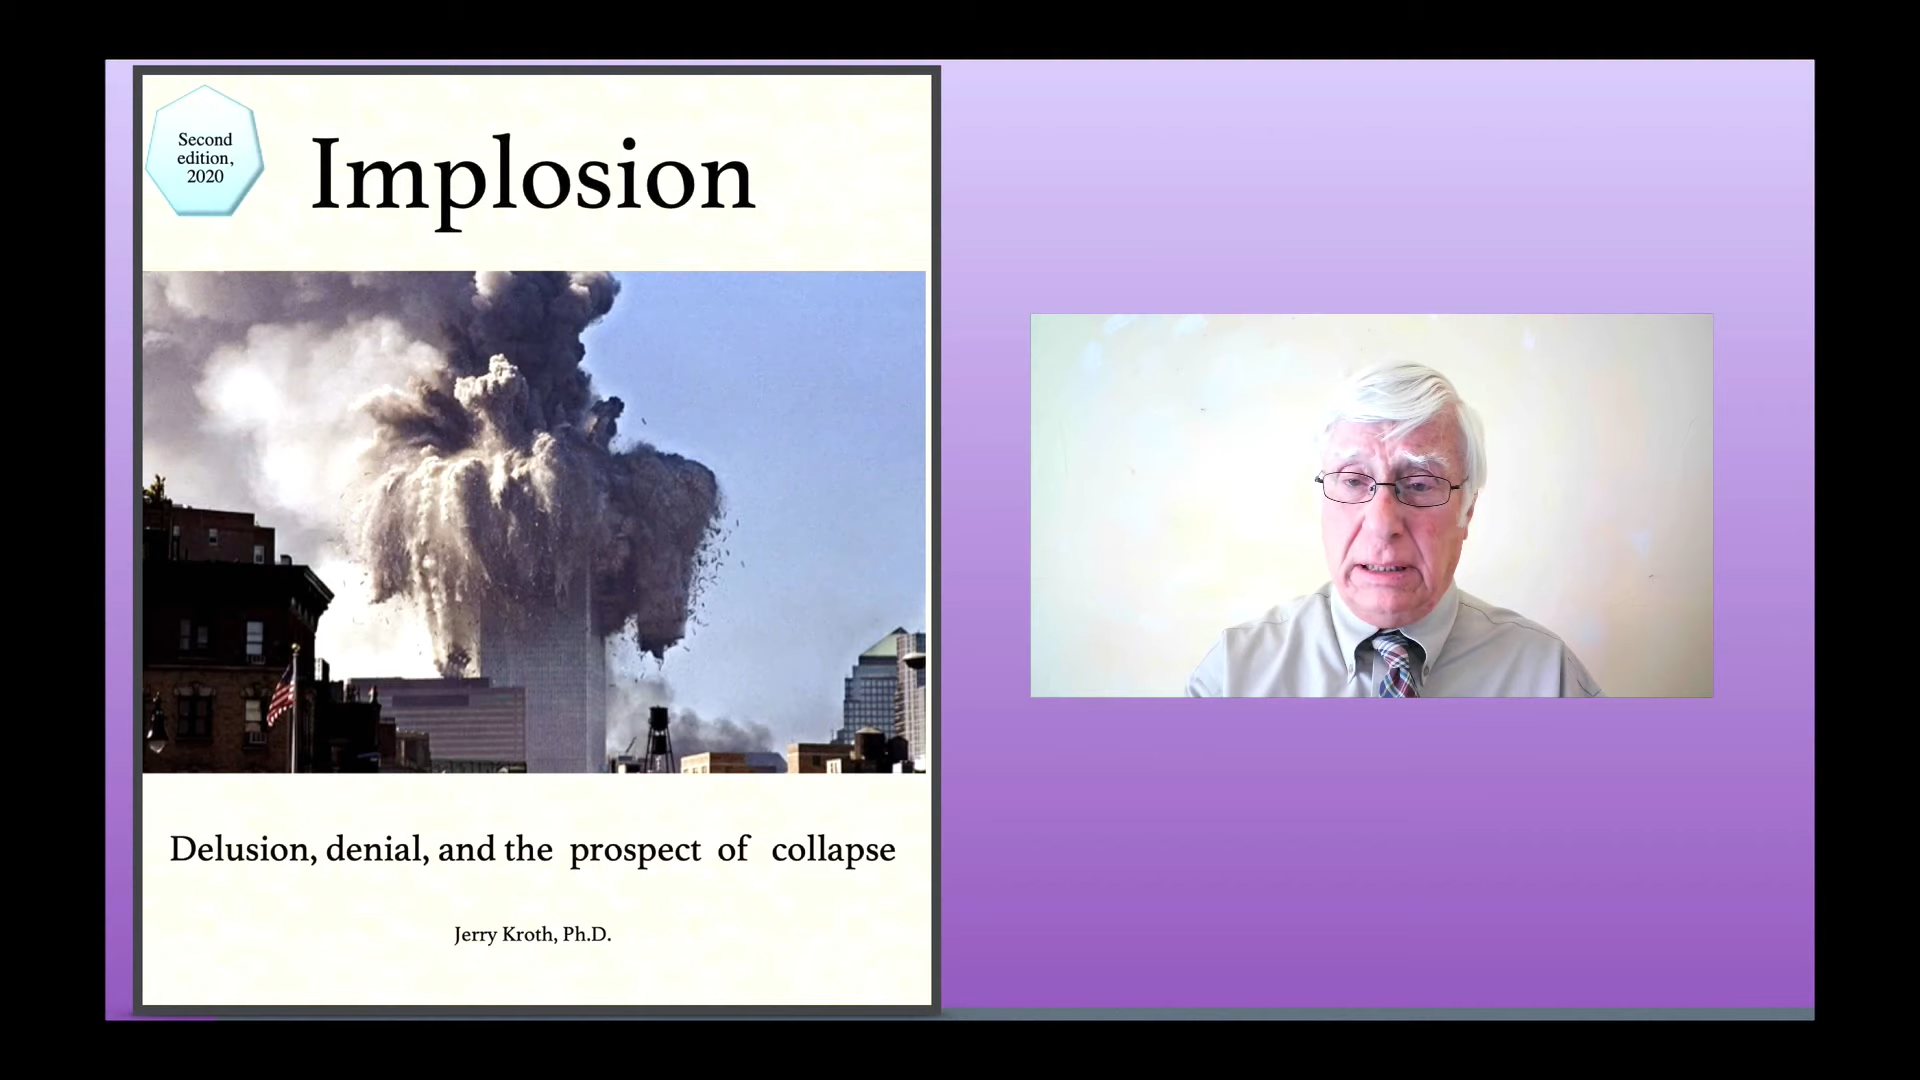 Second
edition,
2020
Implosion
Delusion, denial, and the prospect of collapse
Jerry Kroth, Ph.D.